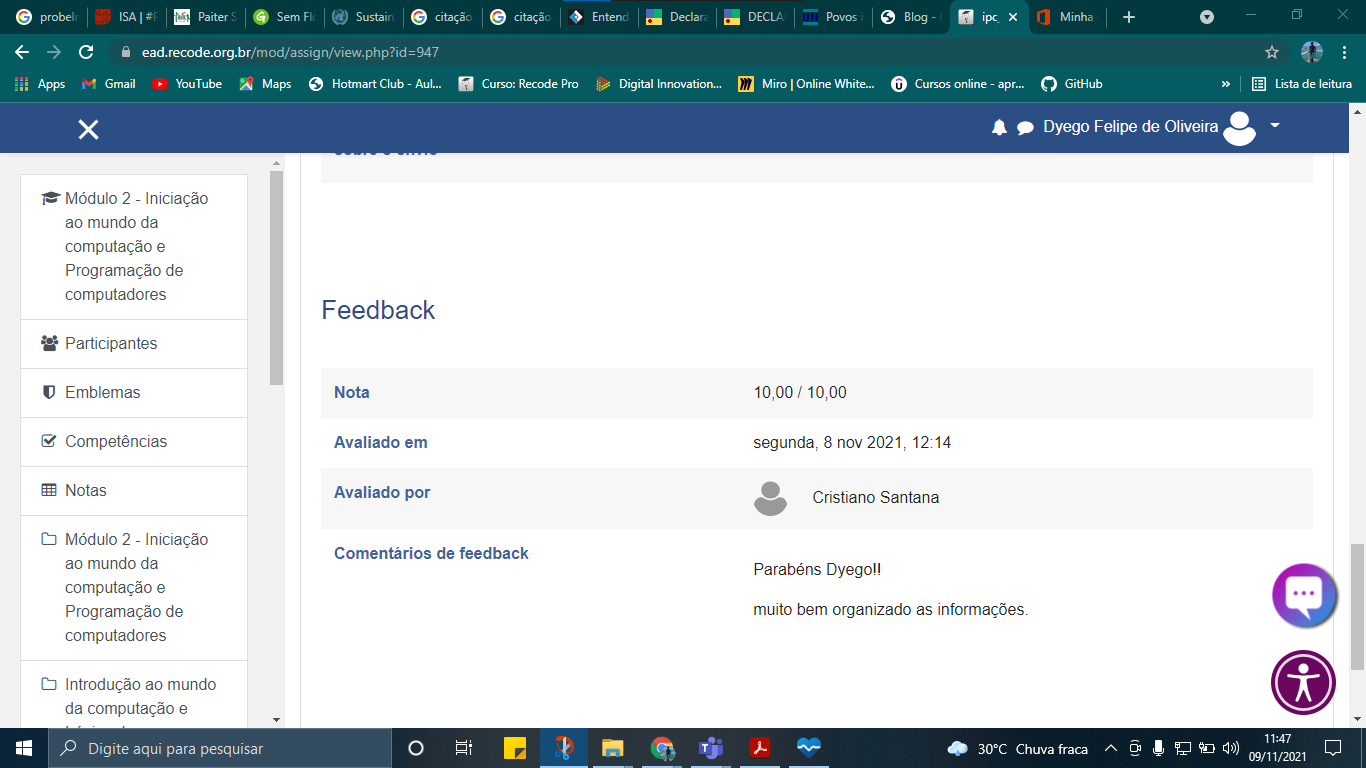 probelr
ISA | #F
Paiter S
Sem Flo
Sustain
citação
citação
Entend
Declara
DECLA
Povos i
Blog - 
ipc_
Minha
ead.recode.org.br/mod/assign/view.php?id=947
Apps
Gmail
YouTube
Maps
Hotmart Club - Aul...
Curso: Recode Pro
Digital Innovation...
Miro | Online White...
Cursos online - apr...
GitHub
»
Lista de leitura
Dyego Felipe de Oliveira
sobre o envio
Módulo 2 - Iniciação
ao mundo da
computação e
Programação de
computadores
Participantes
Emblemas
Competências
Notas
Módulo 2 - Iniciação
ao mundo da
computação e
Programação de
computadores
Introdução ao mundo
da computação e
Feedback
Nota
10,00 / 10,00
Avaliado em
segunda, 8 nov 2021, 12:14
Avaliado por
Cristiano Santana
Comentários de feedback
Parabéns Dyego!!
muito bem organizado as informações.
Digite aqui para pesquisar
30°C Chuva fraca
11:47
09/11/2021